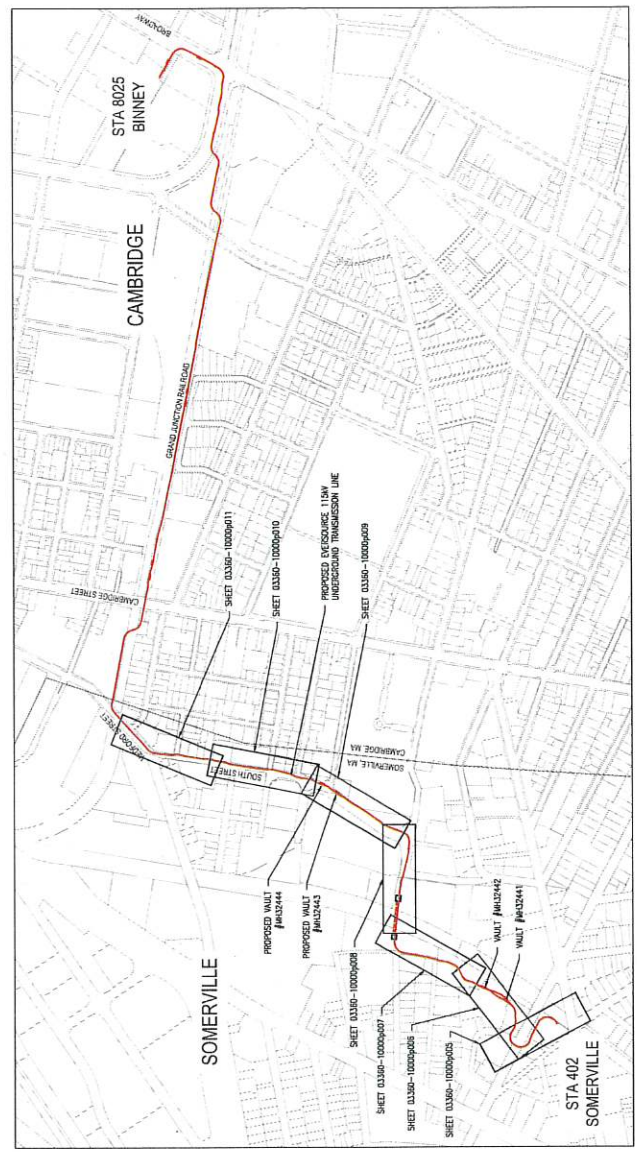 BROADWAY
STA 8025
BINNEY
CAMBRIDGE
GRAND JUNCTION RAILROAD
SHEET 03360-10000p011
SHEET 03360-10000p010
PROPOSED EVERSOURCE 115kV
UNDERGROUND TRANSMISSION LINE
SHEET 03360-10000p009
CAMBRIDGE STREET
MEDFORD STREET
SOUTH STREET
CAMBRIDGE, MA
SOMERVILLE, MA
PROPOSED VAULT
#MH32444
PROPOSED VAULT
#MH32443
SOMERVILLE
SHEET 03360-10000p008
SHEET 03360-10000p007
SHEET 03360-10000p006
SHEET 03360-10000p005
VAULT #MH32442
VAULT #MH32441
STA 402
SOMERVILLE